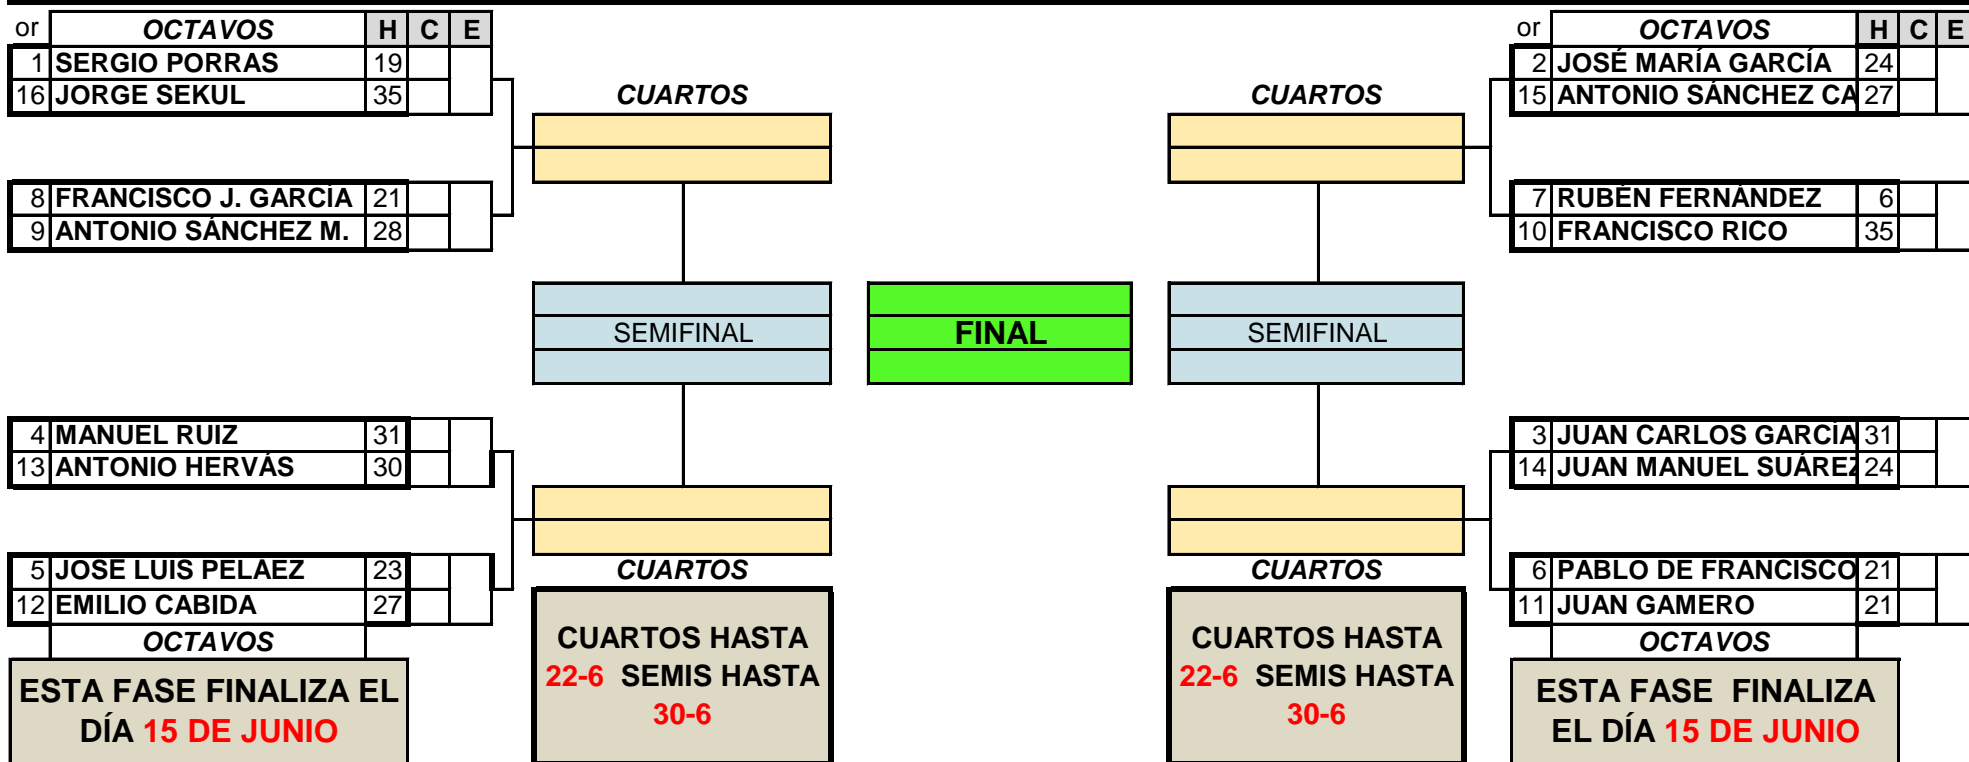 or OCTAVOS H C E
1 SERGIO PORRAS 19
16 JORGE SEKUL 35
8 FRANCISCO J. GARCÍA 21
9 ANTONIO SÁNCHEZ M. 28
4 MANUEL RUIZ 31
13 ANTONIO HERVÁS 30
5 JOSÉ LUIS PELÁEZ 23
12 EMILIO CABIDA 27
OCTAVOS
ESTA FASE FINALIZA EL
DÍA 15 DE JUNIO
CUARTOS
SEMIFINAL
CUARTOS
CUARTOS HASTA
22-6 SEMIS HASTA
30-6
FINAL
CUARTOS
SEMIFINAL
CUARTOS
CUARTOS HASTA
22-6 SEMIS HASTA
30-6
or OCTAVOS H C E
2 JOSÉ MARÍA GARCÍA 24
15 ANTONIO SÁNCHEZ CA 27
7 RUBÉN FERNÁNDEZ 6
10 FRANCISCO RICO 35
3 JUAN CARLOS GARCÍA 31
14 JUAN MANUEL SUÁREZ 24
6 PABLO DE FRANCISCO 21
11 JUAN GAMERO 21
OCTAVOS
ESTA FASE FINALIZA
EL DÍA 15 DE JUNIO